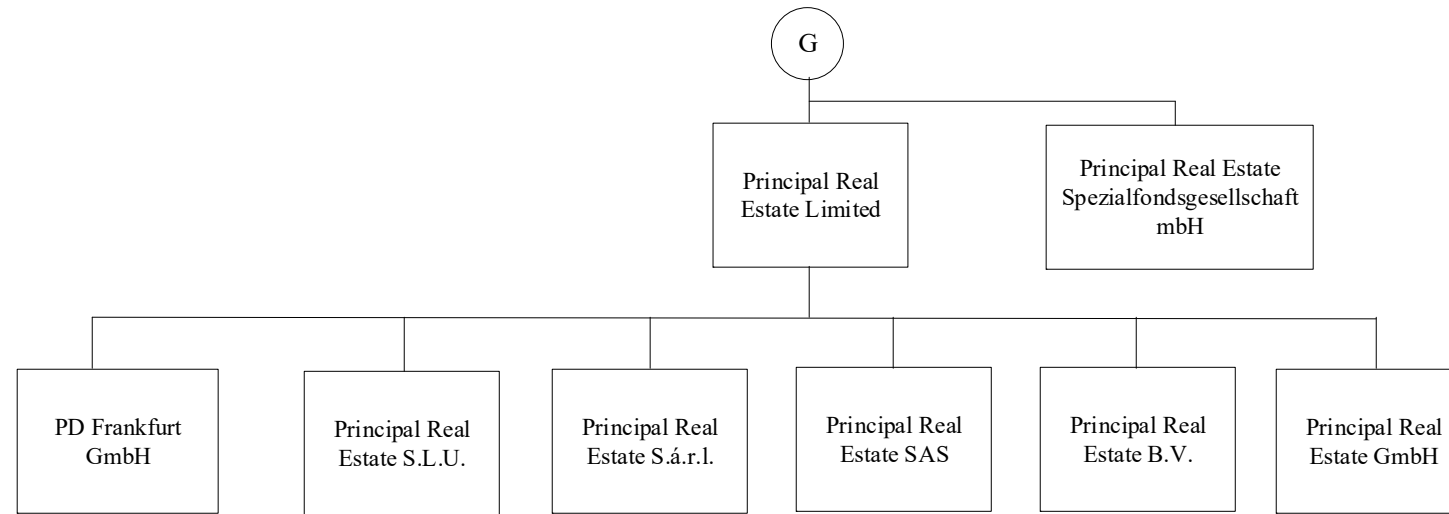 G
Principal Real
Estate Limited
Principal Real Estate
Spezialfondsgesellschaft
mbH
PD Frankfurt
GmbH
Principal Real
Estate S.L.U.
Principal Real
Estate S.á.r.l.
Principal Real
Estate SAS
Principal Real
Estate B.V.
Principal Real
Estate GmbH